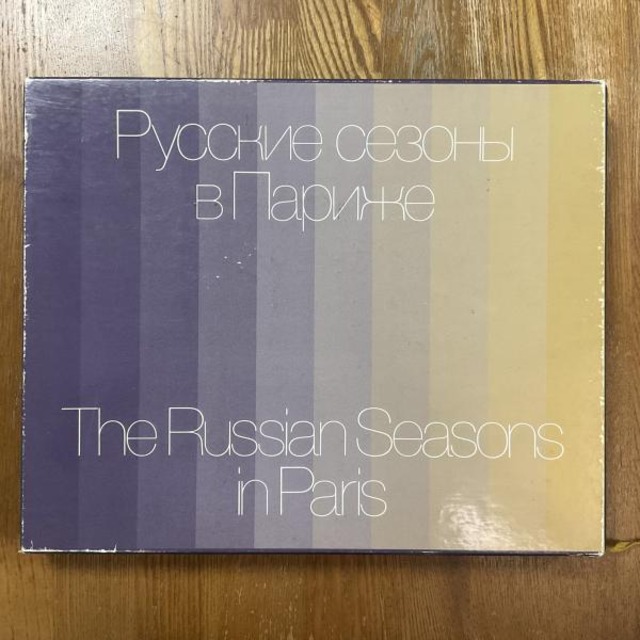 Русские сезоны
в Париже
The Russian Seasons
in Paris